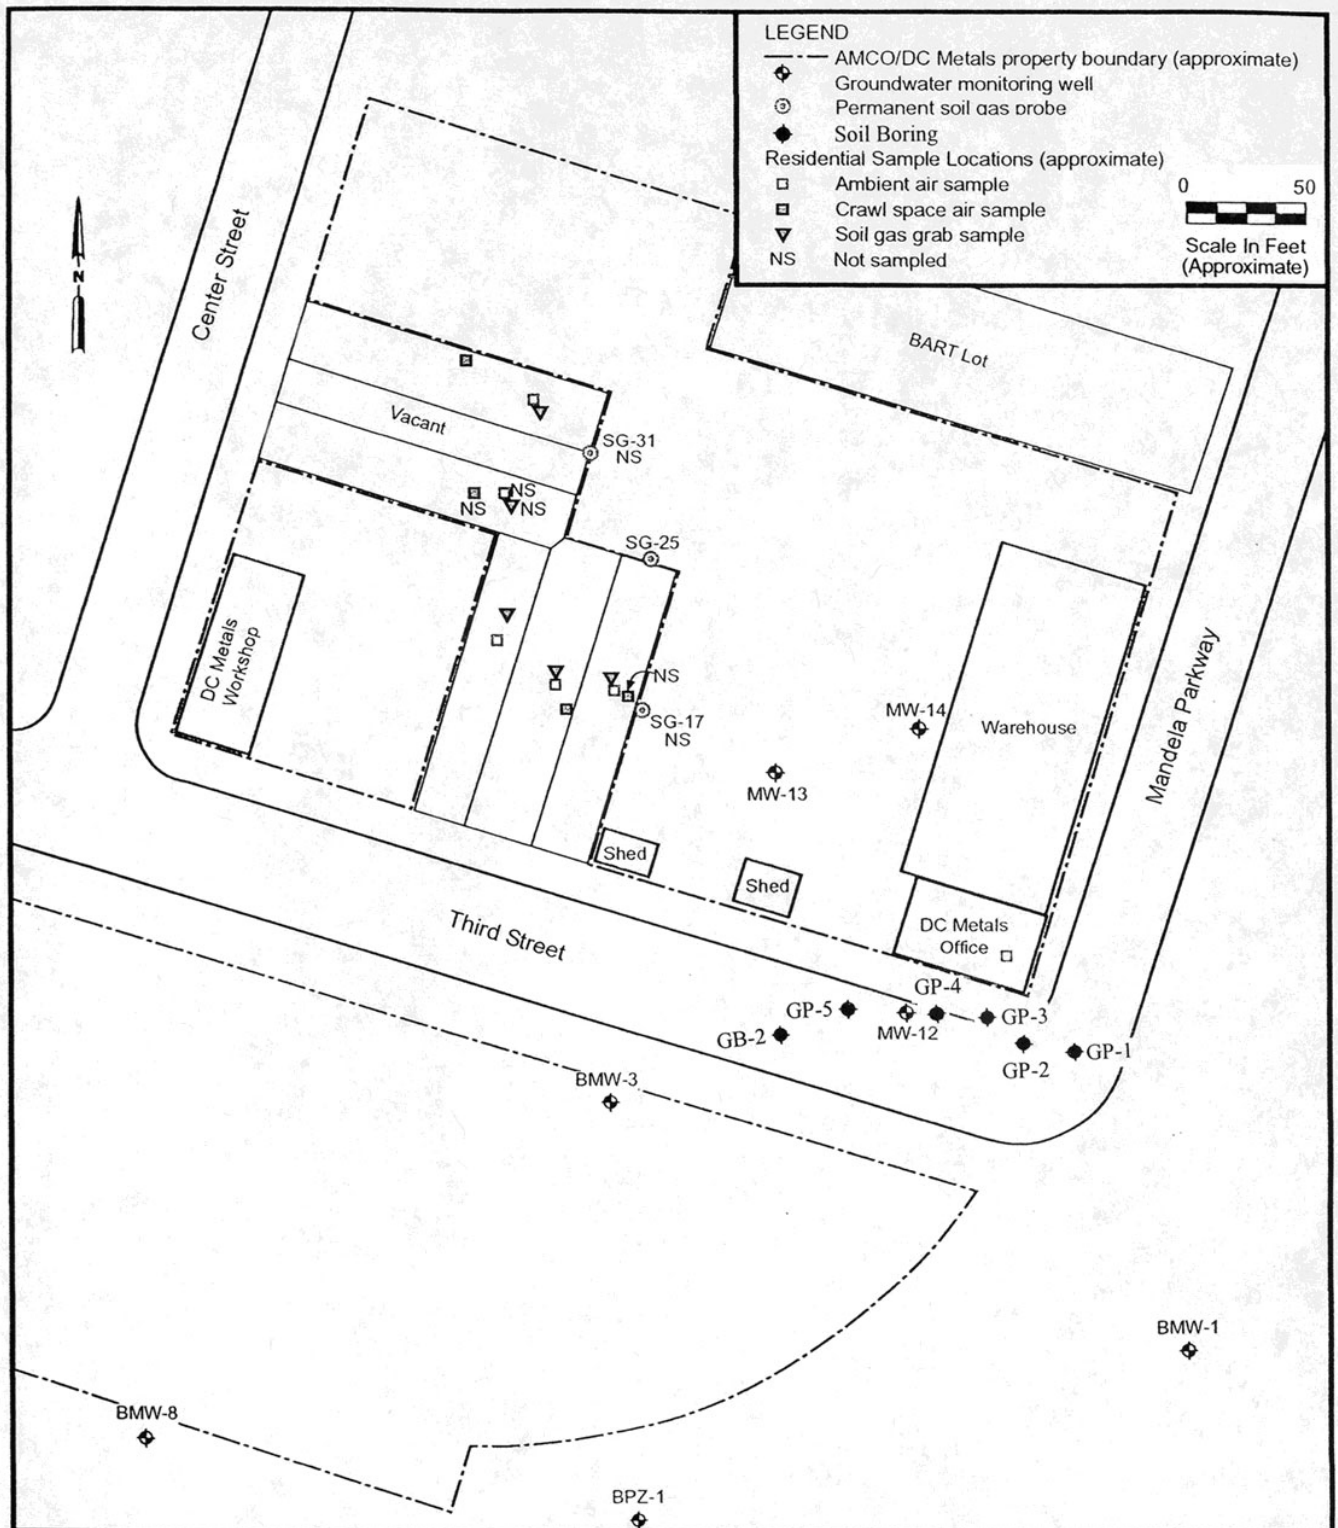 LEGEND
AMCO/DC Metals property boundary (approximate)
Groundwater monitoring well
Permanent soil gas probe
Soil Boring
Residential Sample Locations (approximate)
Ambient air sample
Crawl space air sample
Soil gas grab sample
NS Not sampled
0 50
Scale In Feet
(Approximate)
N
Center Street
BART Lot
Vacant
SG-31
NS
NS
NS
NS
SG-25
DC Metals
Workshop
NS
SG-17
NS
MW-14
Warehouse
Mandela Parkway
MW-13
Shed
Shed
DC Metals
Office
Third Street
GP-4
GP-5
MW-12
GP-3
GB-2
GP-1
GP-2
BMW-3
BMW-1
BMW-8
BPZ-1